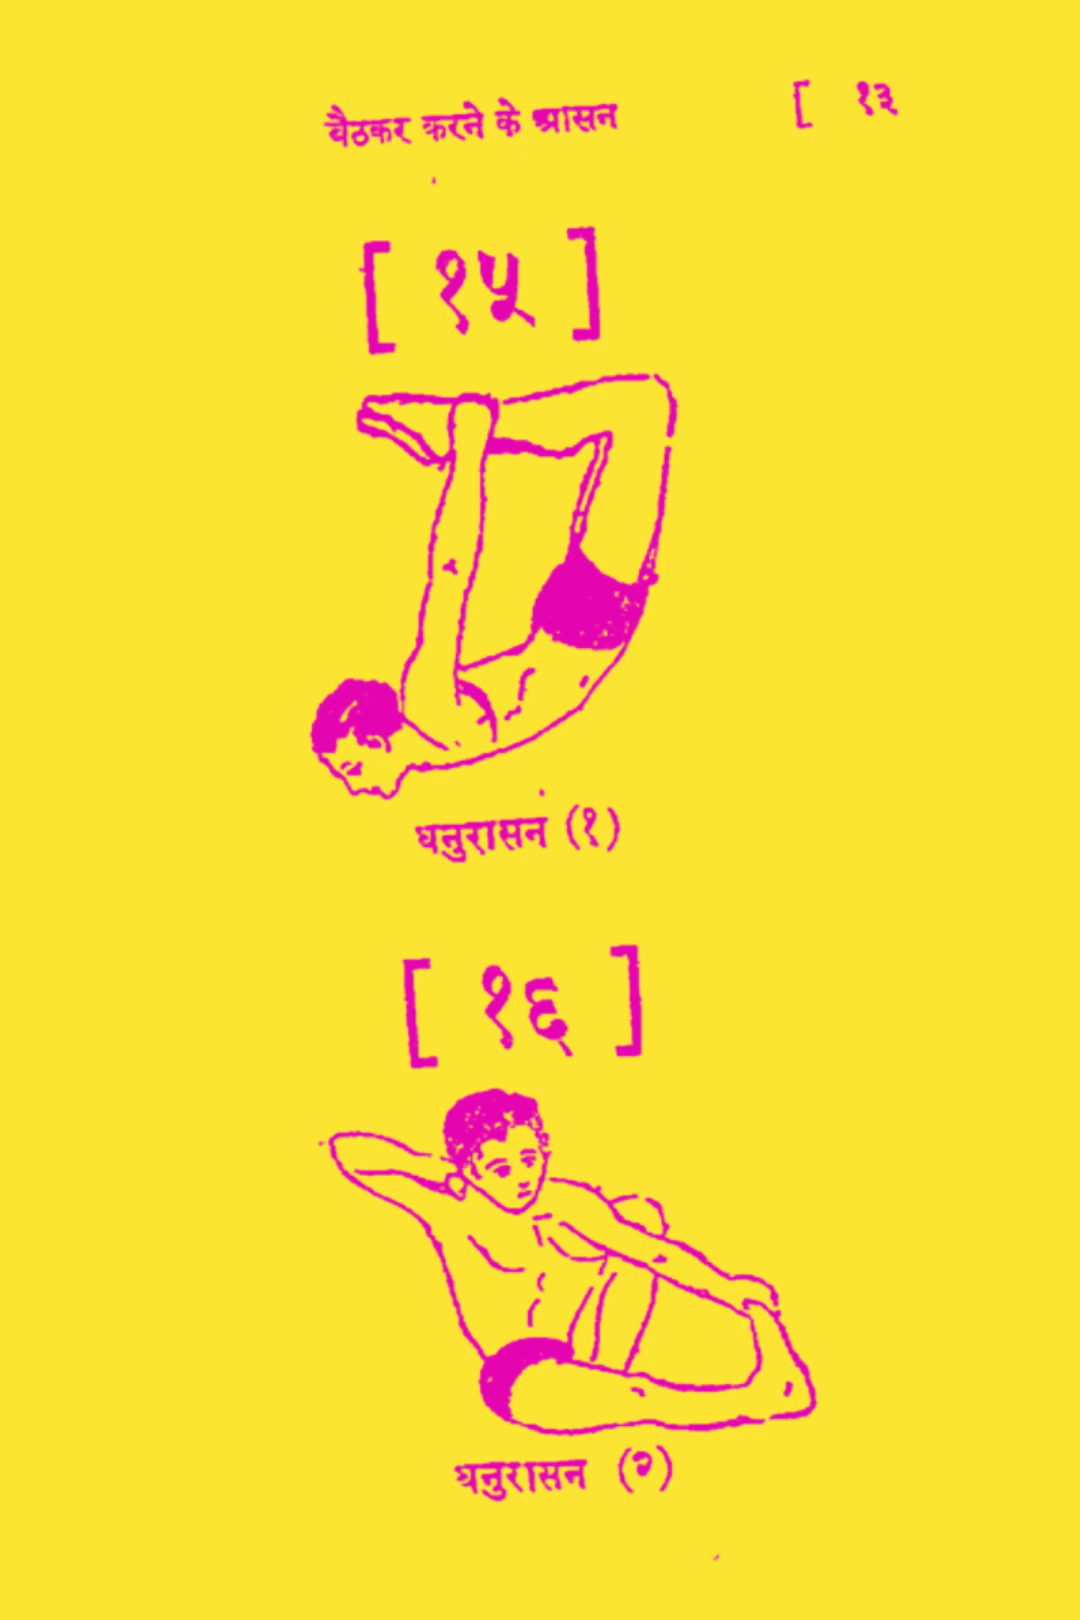 बैठकर करने के आसन [ १३
[ १५ ]
धनुरासन (१)
[ १६ ]
धनुरासन (२)